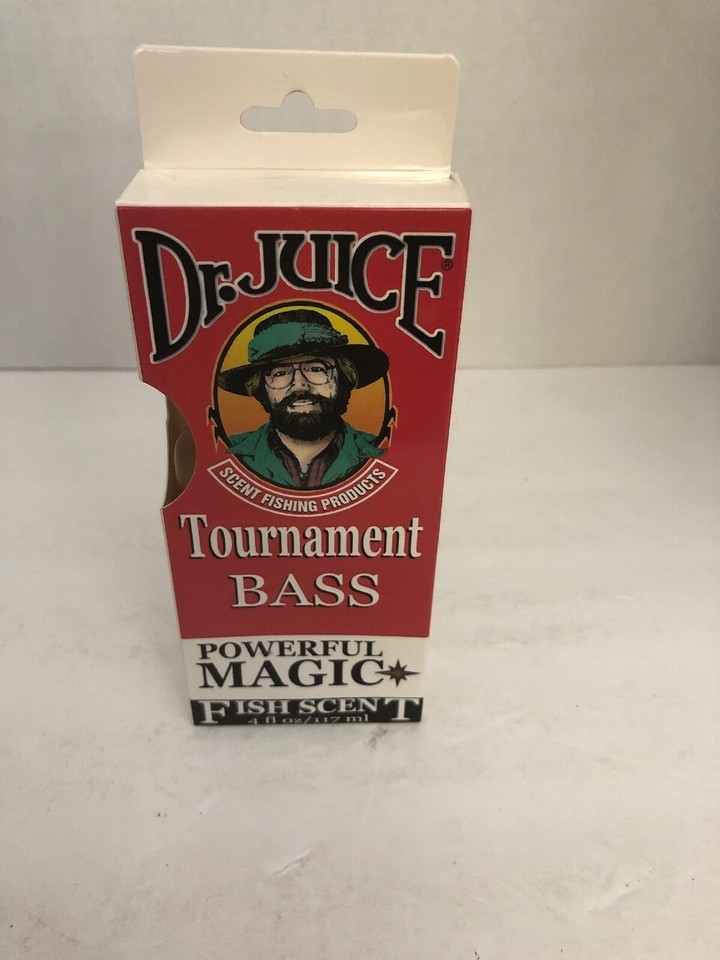 Dr. JUICE®
SCENT FISHING PRODUCTS
Tournament
BASS
POWERFUL
MAGIC
FISH SCENT
4 fl oz/117 ml